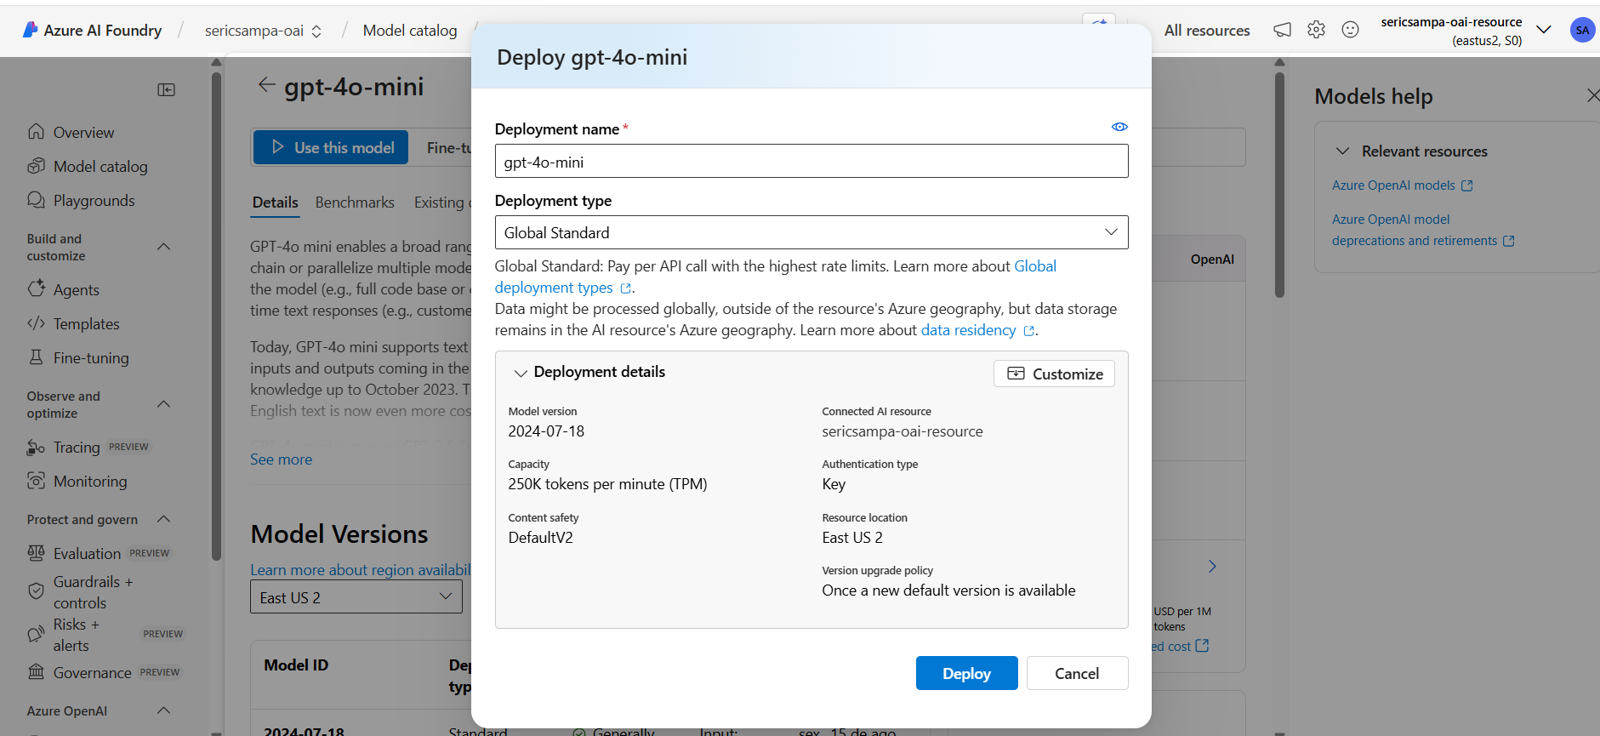 Azure AI Foundry / sericsampa-oai / Model catalog /
All resources
sericsampa-oai-resource
(eastus2, S0)
SA
Overview
Model catalog
Playgrounds
Build and
customize
Agents
Templates
Fine-tuning
Observe and
optimize
Tracing PREVIEW
Monitoring
Protect and govern
Evaluation PREVIEW
Guardrails +
controls
Risks +
alerts PREVIEW
Governance PREVIEW
Azure OpenAI
gpt-4o-mini
Use this model
Fine-tu
Details Benchmarks Existing
GPT-4o mini enables a broad rang
chain or parallelize multiple mode
the model (e.g., full code base or
time text responses (e.g., custome
Today, GPT-4o mini supports text
inputs and outputs coming in the
knowledge up to October 2023. T
English text is now even more cos
See more
Model Versions
Learn more about region availabil
East US 2
Model ID
Dep
typ
2024-07-18 Standard Generally Input: sex., 15 de ago
Deploy gpt-4o-mini
Deployment name *
gpt-4o-mini
Deployment type
Global Standard
Global Standard: Pay per API call with the highest rate limits. Learn more about Global
deployment types .
Data might be processed globally, outside of the resource's Azure geography, but data storage
remains in the AI resource's Azure geography. Learn more about data residency .
Deployment details
Customize
Model version
2024-07-18
Connected AI resource
sericsampa-oai-resource
Capacity
250K tokens per minute (TPM)
Authentication type
Key
Content safety
DefaultV2
Resource location
East US 2
Version upgrade policy
Once a new default version is available
Deploy
Cancel
OpenAI
USD per 1M
tokens
ed cost
Models help
Relevant resources
Azure OpenAI models
Azure OpenAI model
deprecations and retirements